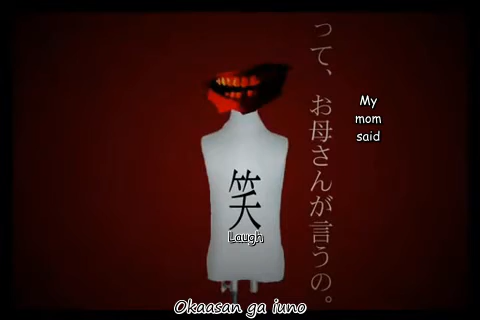 って、お母さんが言うの。
My
mom
said
笑
Laugh
Okaasan ga iuno